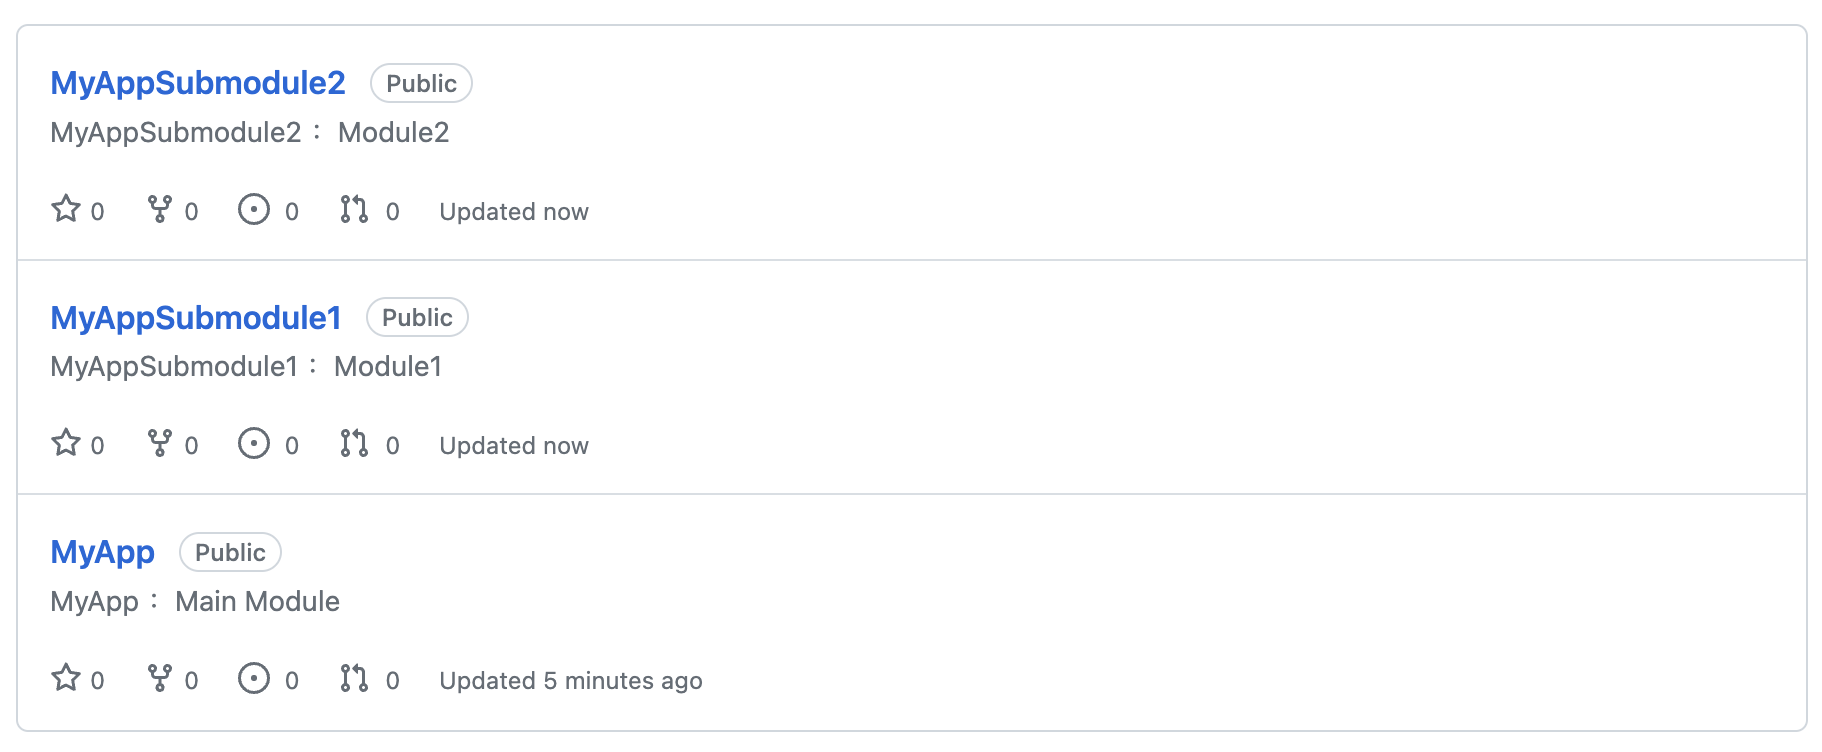 MyAppSubmodule2 Public
MyAppSubmodule2： Module2
0 0 0 0 Updated now
MyAppSubmodule1 Public
MyAppSubmodule1： Module1
0 0 0 0 Updated now
MyApp Public
MyApp： Main Module
0 0 0 0 Updated 5 minutes ago